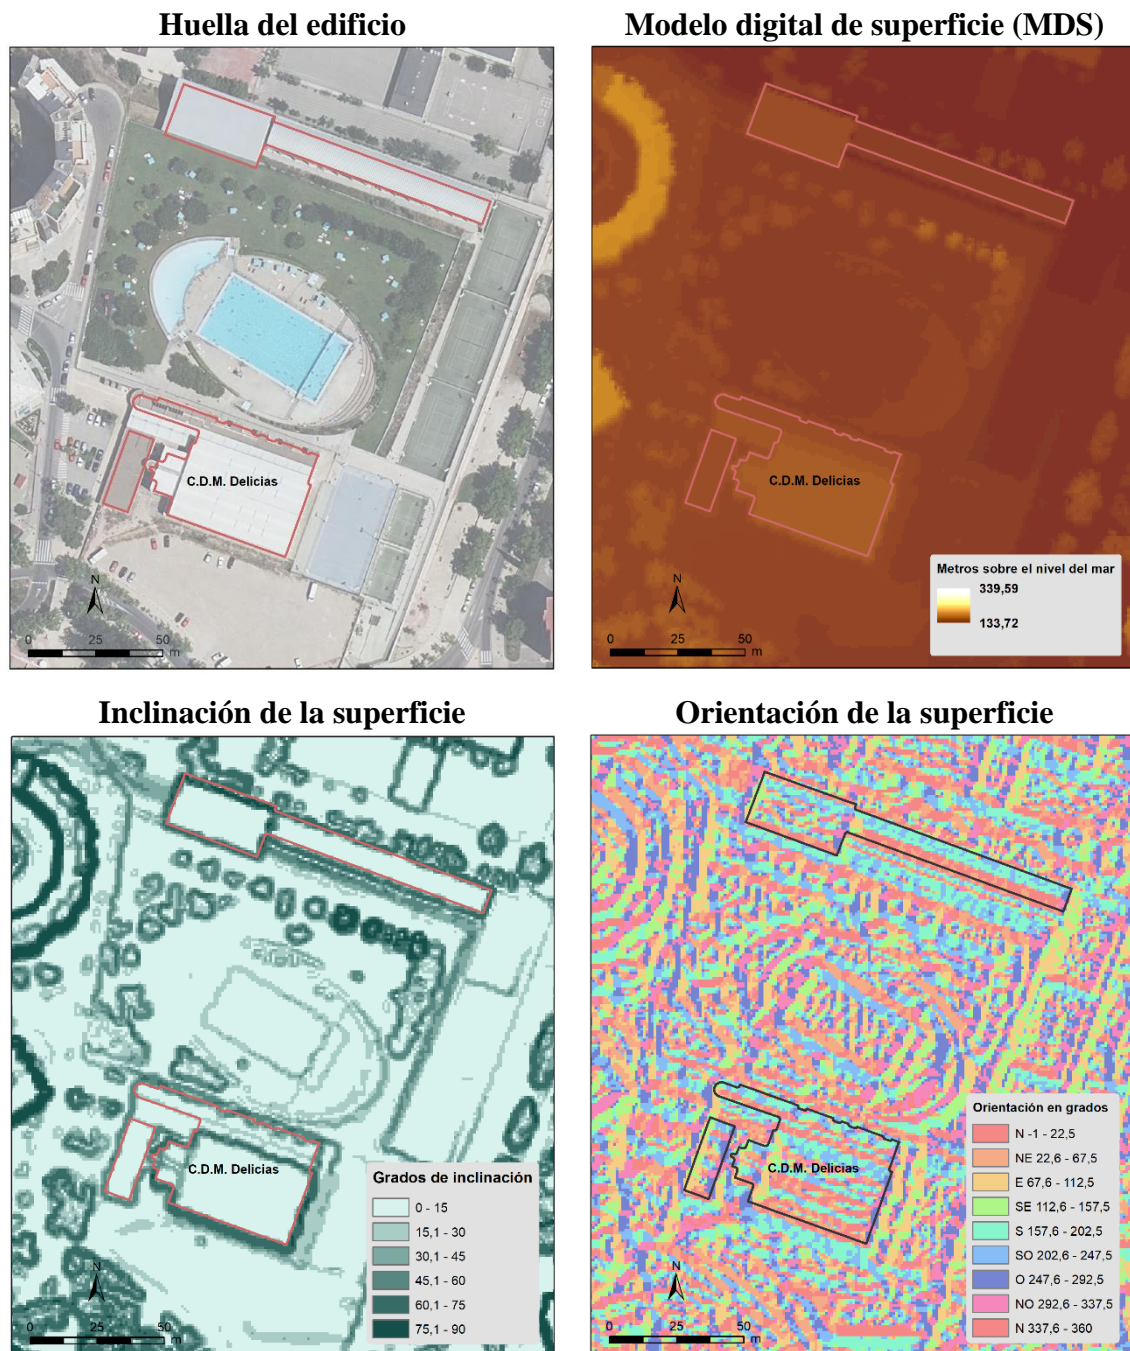 Huella del edificio
Modelo digital de superficie (MDS)
C.D.M. Delicias
N
0 25 50
m
C.D.M. Delicias
N
0 25 50
m
Metros sobre el nivel del mar
339,59
133,72
Inclinación de la superficie
Orientación de la superficie
C.D.M. Delicias
N
0 25 50
m
Grados de inclinación
0 - 15
15,1 - 30
30,1 - 45
45,1 - 60
60,1 - 75
75,1 - 90
C.D.M. Delicias
N
0 25 50
m
Orientación en grados
N -1 - 22,5
NE 22,6 - 67,5
E 67,6 - 112,5
SE 112,6 - 157,5
S 157,6 - 202,5
SO 202,6 - 247,5
O 247,6 - 292,5
NO 292,6 - 337,5
N 337,6 - 360